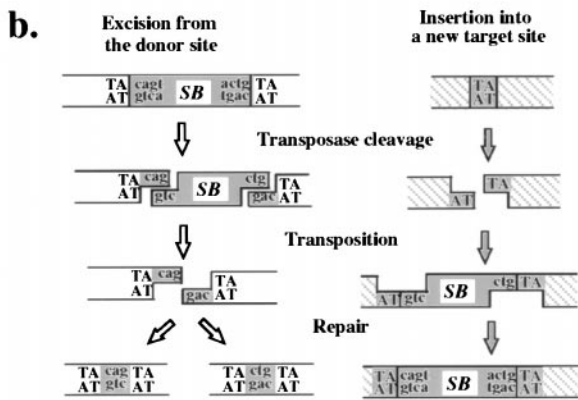 b.
Excision from
the donor site
Insertion into
a new target site
TA cagt SB actg TA
AT gtca tgac AT
TA
AT
Transposase cleavage
TA cag SB ctg TA
AT gtc gac AT
TA
AT
Transposition
TA cag TA
AT gac AT
SB ctg TA
AT gtc
Repair
TA cag TA
AT gtc AT
TA ctg TA
AT gac AT
TA cagt SB actg TA
AT gtca tgac AT